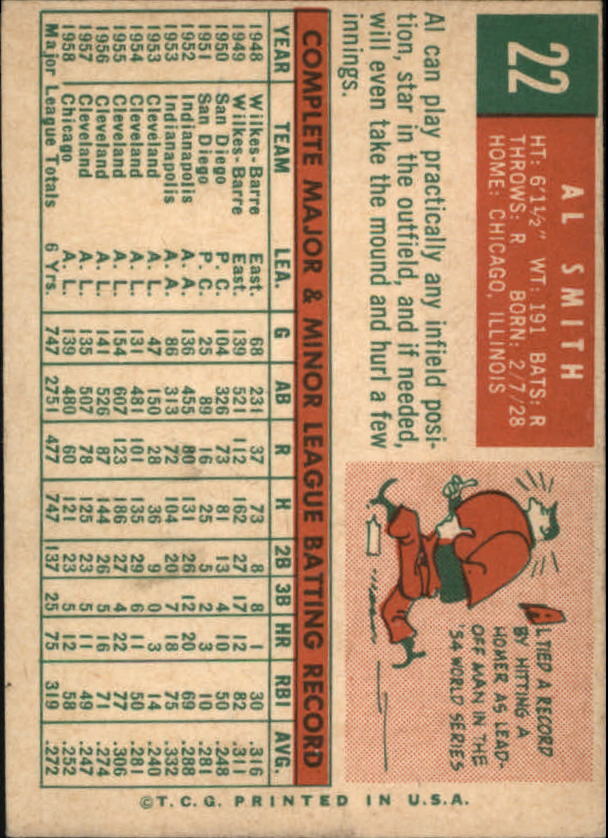 22
AL SMITH
HT: 6'1½" WT: 191 BATS: R
THROWS: R BORN: 2/7/28
HOME: CHICAGO, ILLINOIS
Al can play practically any infield posi-
tion, star in the outfield, and if needed,
will even take the mound and hurl a few
innings.
AL TIED A RECORD
BY HITTING A
HOMER AS LEAD-
OFF MAN IN THE
'54 WORLD SERIES
COMPLETE MAJOR & MINOR LEAGUE BATTING RECORD
YEAR TEAM LEA. G AB R H 2B 3B HR RBI AVG.
1948 Wilkes-Barre East. 68 231 37 73 8 8 1 30 .316
1949 Wilkes-Barre East. 139 521 112 162 27 17 12 82 .311
1950 San Diego P. C. 104 326 73 81 13 4 10 50 .248
1951 San Diego P. C. 25 89 16 25 5 2 3 10 .281
1952 Indianapolis A. A. 136 455 80 131 26 12 20 69 .288
1953 Indianapolis A. A. 86 313 72 104 20 7 18 75 .332
1953 Cleveland A. L. 47 150 28 36 9 0 3 14 .240
1954 Cleveland A. L. 131 481 101 135 29 6 11 50 .281
1955 Cleveland A. L. 154 607 123 186 27 4 22 77 .306
1956 Cleveland A. L. 141 526 87 144 26 5 16 71 .274
1957 Cleveland A. L. 135 507 78 125 23 5 11 49 .247
1958 Chicago A. L. 139 480 60 121 23 5 12 58 .252
Major League Totals 6 Yrs. 747 2751 477 747 137 25 75 319 .272
©T.C.G. PRINTED IN U.S.A.